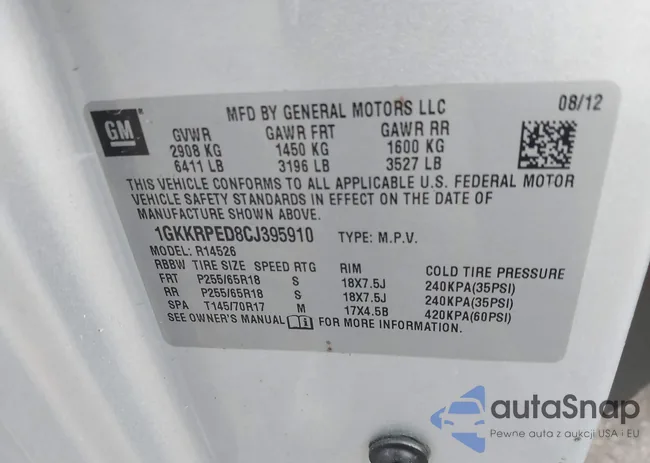 MFD BY GENERAL MOTORS LLC 08/12
GM
GVWR GAWR FRT GAWR RR
2908 KG 1450 KG 1600 KG
6411 LB 3196 LB 3527 LB
THIS VEHICLE CONFORMS TO ALL APPLICABLE U.S. FEDERAL MOTOR
VEHICLE SAFETY STANDARDS IN EFFECT ON THE DATE OF
MANUFACTURE SHOWN ABOVE.
1GKKRPED8CJ395910 TYPE: M.P.V.
MODEL: R14526
RBBW TIRE SIZE SPEED RTG RIM COLD TIRE PRESSURE
FRT P255/65R18 S 18X7.5J 240KPA(35PSI)
RR P255/65R18 S 18X7.5J 240KPA(35PSI)
SPA T145/70R17 M 17X4.5B 420KPA(60PSI)
SEE OWNER'S MANUAL FOR MORE INFORMATION.
autaSnap
Pewne auta z aukcji USA i EU